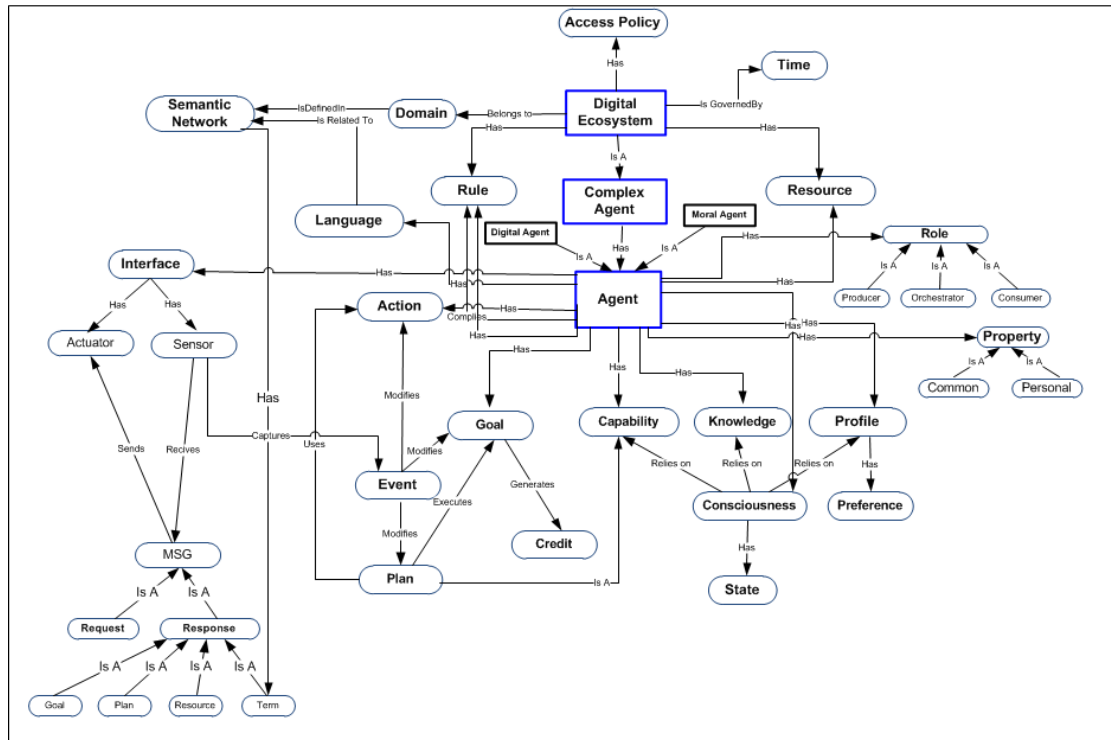 Access Policy
Has
Time
Is GovernedBy
Semantic
Network
IsDefinedIn
Domain
Belongs to
Digital
Ecosystem
Is Related To
Has
Has
Is A
Rule
Complex
Agent
Resource
Language
Digital Agent
Moral Agent
Has
Is A
Is A
Has
Role
Interface
Has
Has
Agent
Has
Is A
Is A
Is A
Producer
Orchestrator
Consumer
Has
Has
Action
Has
Complies
Has
Has
Has
Has
Property
Actuator
Sensor
Has
Has
Has
Is A
Is A
Common
Personal
Has
Modifies
Goal
Capability
Knowledge
Profile
Captures
Uses
Modifies
Sends
Recives
Relies on
Relies on
Relies on
Has
Event
Executes
Generates
Consciousness
Preference
Modifies
Credit
Has
MSG
Plan
Is A
State
Is A
Is A
Request
Response
Is A
Is A
Is A
Is A
Goal
Plan
Resource
Term